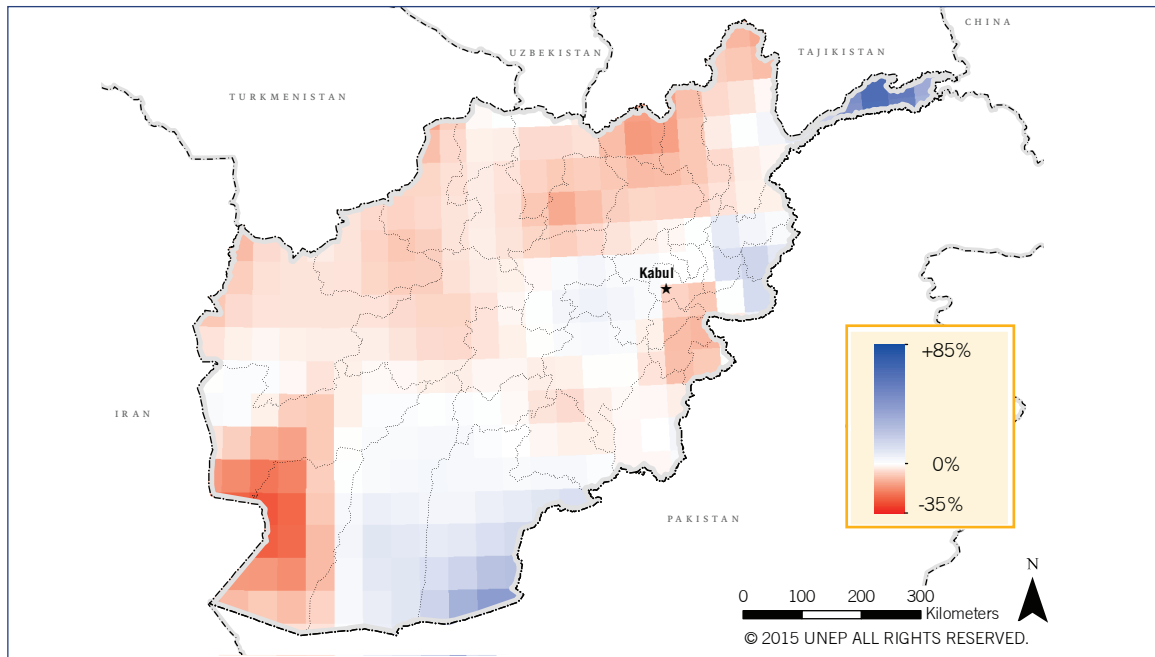 CHINA
UZBEKISTAN
TAJIKISTAN
TURKMENISTAN
Kabul
IRAN
PAKISTAN
+85%
0%
-35%
N
0 100 200 300
Kilometers
© 2015 UNEP ALL RIGHTS RESERVED.